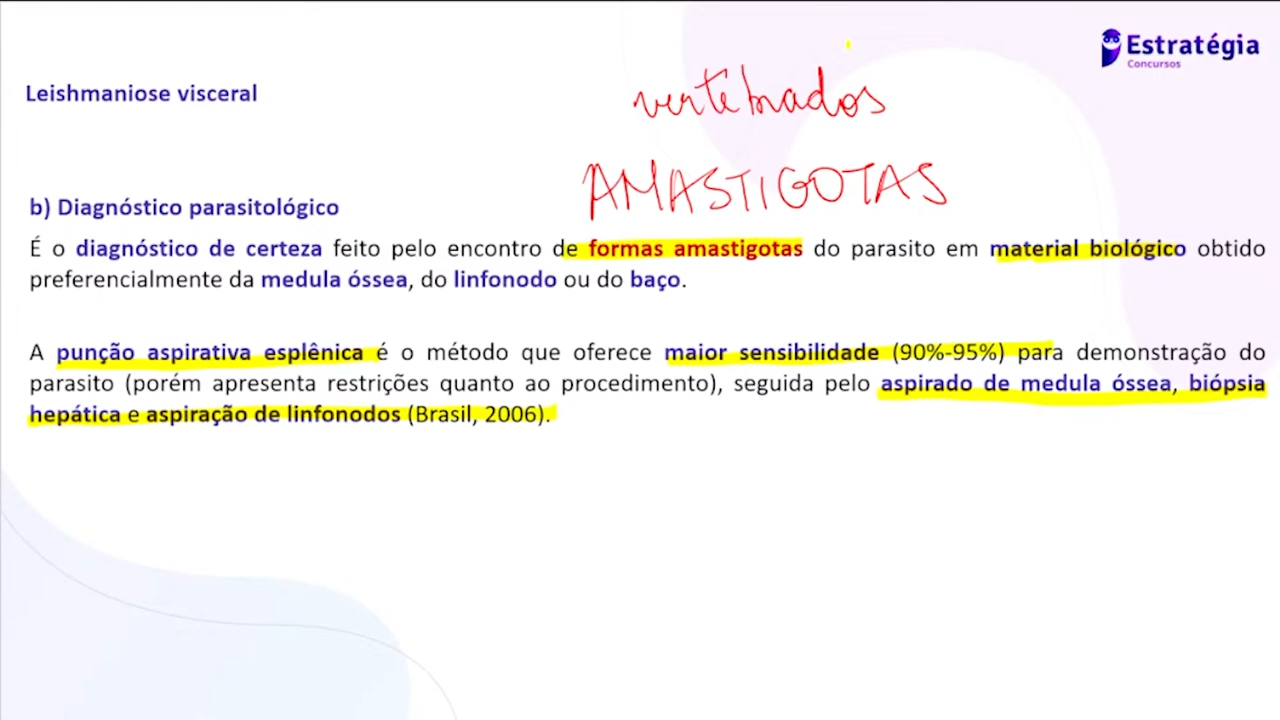 Estratégia
Concursos
Leishmaniose visceral
vertebrados
AMASTIGOTAS
b) Diagnóstico parasitológico
É o diagnóstico de certeza feito pelo encontro de formas amastigotas do parasito em material biológico obtido
preferencialmente da medula óssea, do linfonodo ou do baço.
A punção aspirativa esplênica é o método que oferece maior sensibilidade (90%-95%) para demonstração do
parasito (porém apresenta restrições quanto ao procedimento), seguida pelo aspirado de medula óssea, biópsia
hepática e aspiração de linfonodos (Brasil, 2006).